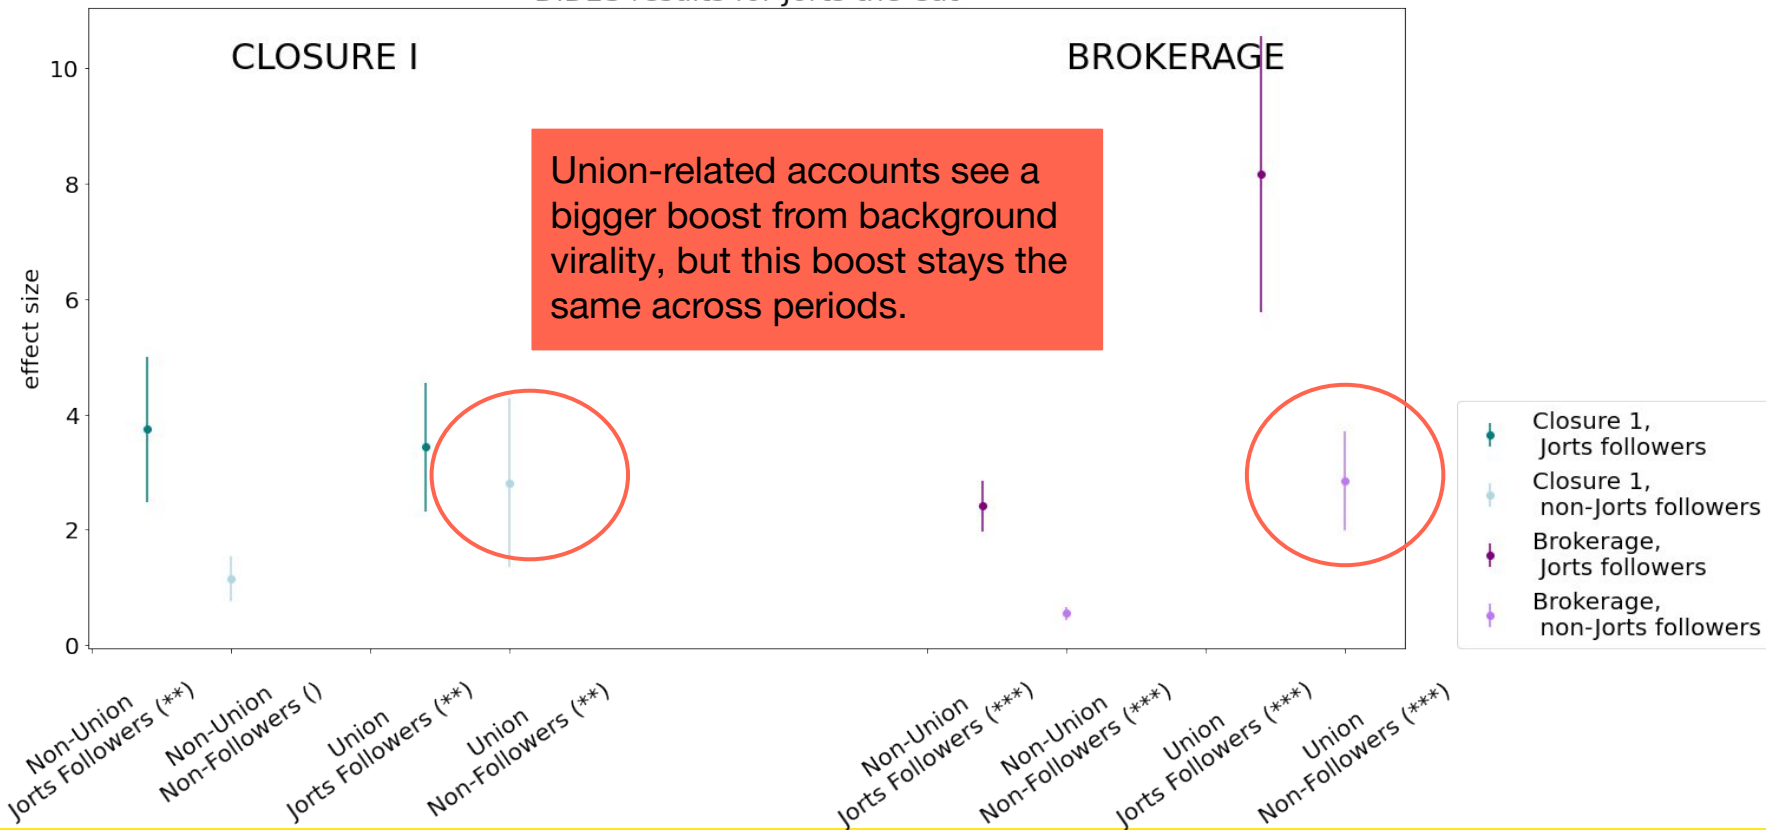 CLOSURE I
BROKERAGE
Union-related accounts see a
bigger boost from background
virality, but this boost stays the
same across periods.
effect size
10
8
6
4
2
0
Non-Union
Jorts Followers (**)
Non-Union
Non-Followers ()
Union
Jorts Followers (**)
Union
Non-Followers (**)
Non-Union
Jorts Followers (***)
Non-Union
Non-Followers (***)
Union
Jorts Followers (***)
Union
Non-Followers (***)
Closure 1,
Jorts followers
Closure 1,
non-Jorts followers
Brokerage,
Jorts followers
Brokerage,
non-Jorts followers